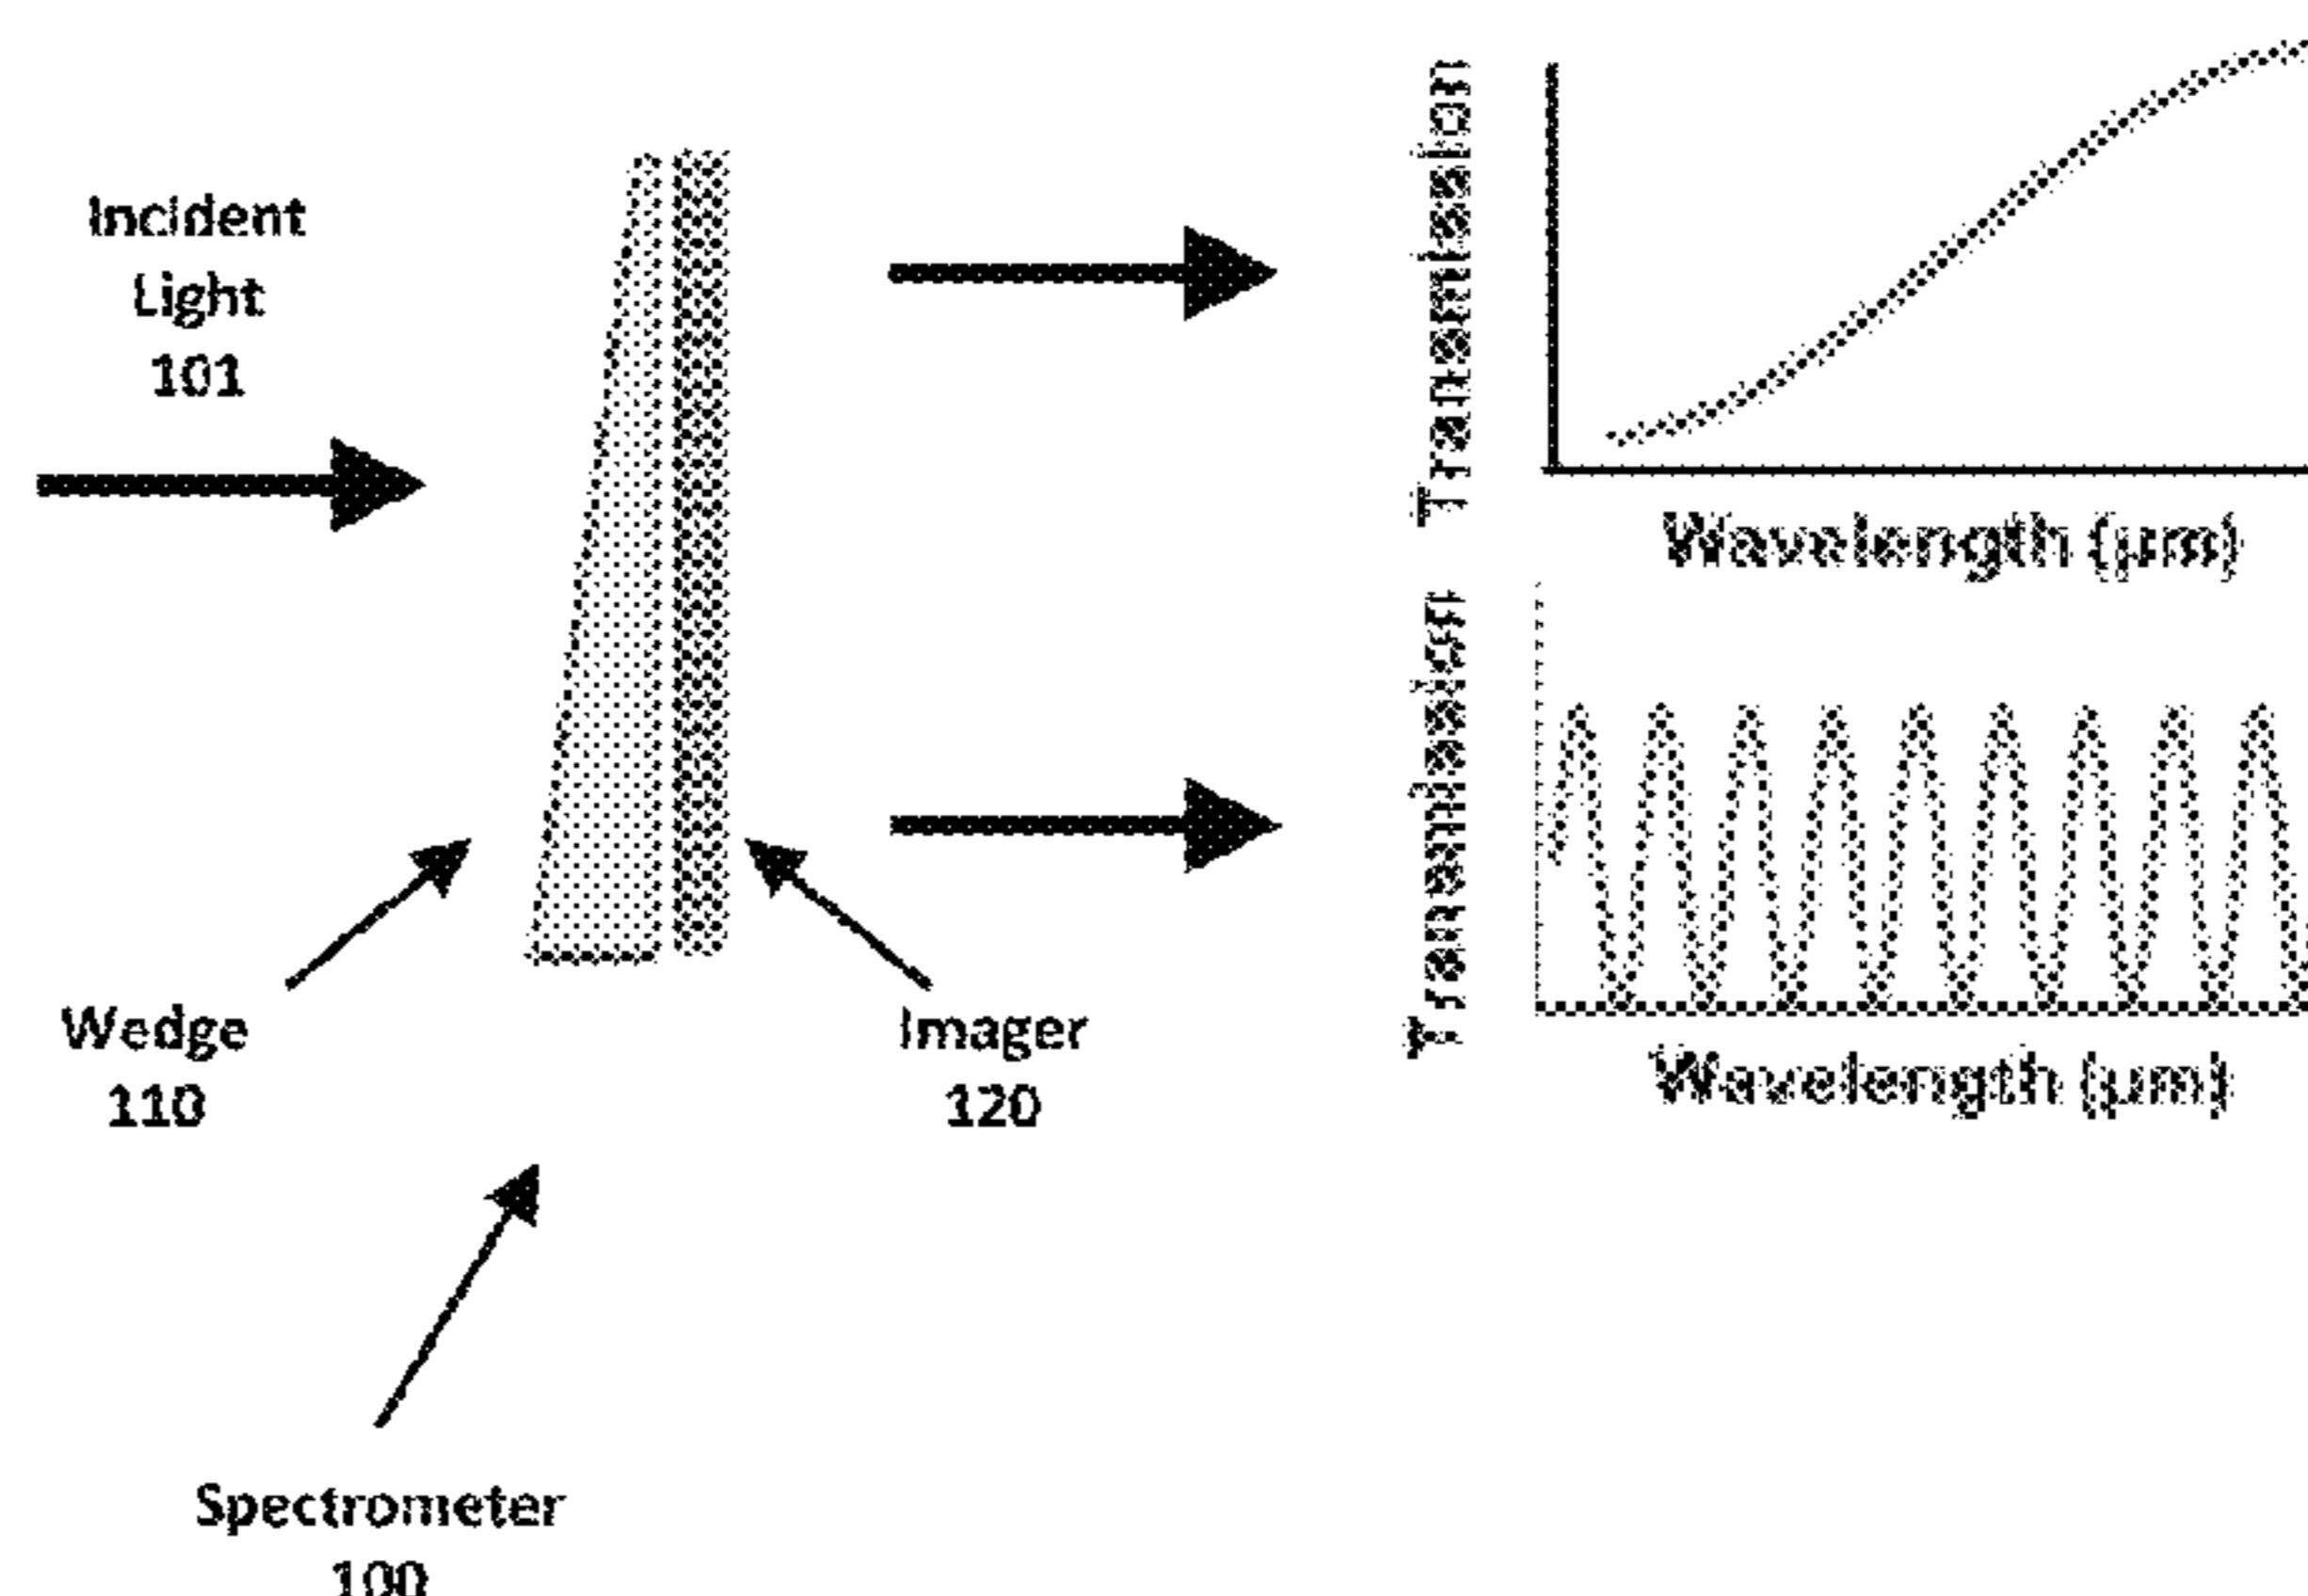 Incident
Light
101
Transmission
Wavelength (µm)
Transmission
Wavelength (µm)
Wedge
110
Imager
120
Spectrometer
100